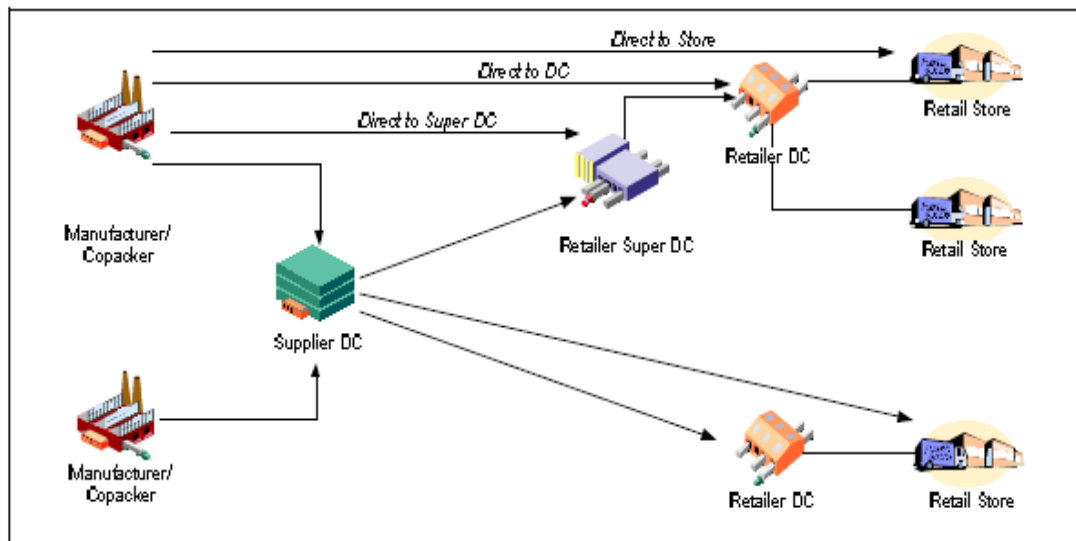 Direct to Store
Direct to DC
Direct to Super DC
Retail Store
Retailer DC
Manufacturer/
Copacker
Retailer Super DC
Retail Store
Supplier DC
Manufacturer/
Copacker
Retailer DC
Retail Store